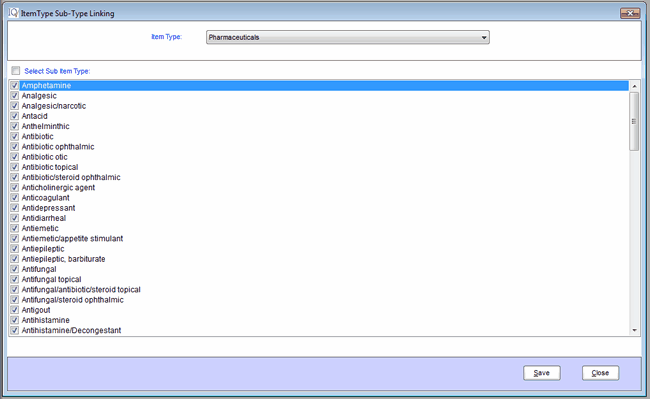 ItemType Sub-Type Linking
Item Type: Pharmaceuticals
Select Sub Item Type:
Amphetamine
Analgesic
Analgesic/narcotic
Antacid
Anthelminthic
Antibiotic
Antibiotic ophthalmic
Antibiotic otic
Antibiotic topical
Antibiotic/steroid ophthalmic
Anticholinergic agent
Anticoagulant
Antidepressant
Antidiarrheal
Antiemetic
Antiemetic/appetite stimulant
Antiepileptic
Antiepileptic, barbiturate
Antifungal
Antifungal topical
Antifungal/antibiotic/steroid topical
Antifungal/steroid ophthalmic
Antigout
Antihistamine
Antihistamine/Decongestant
Save Close